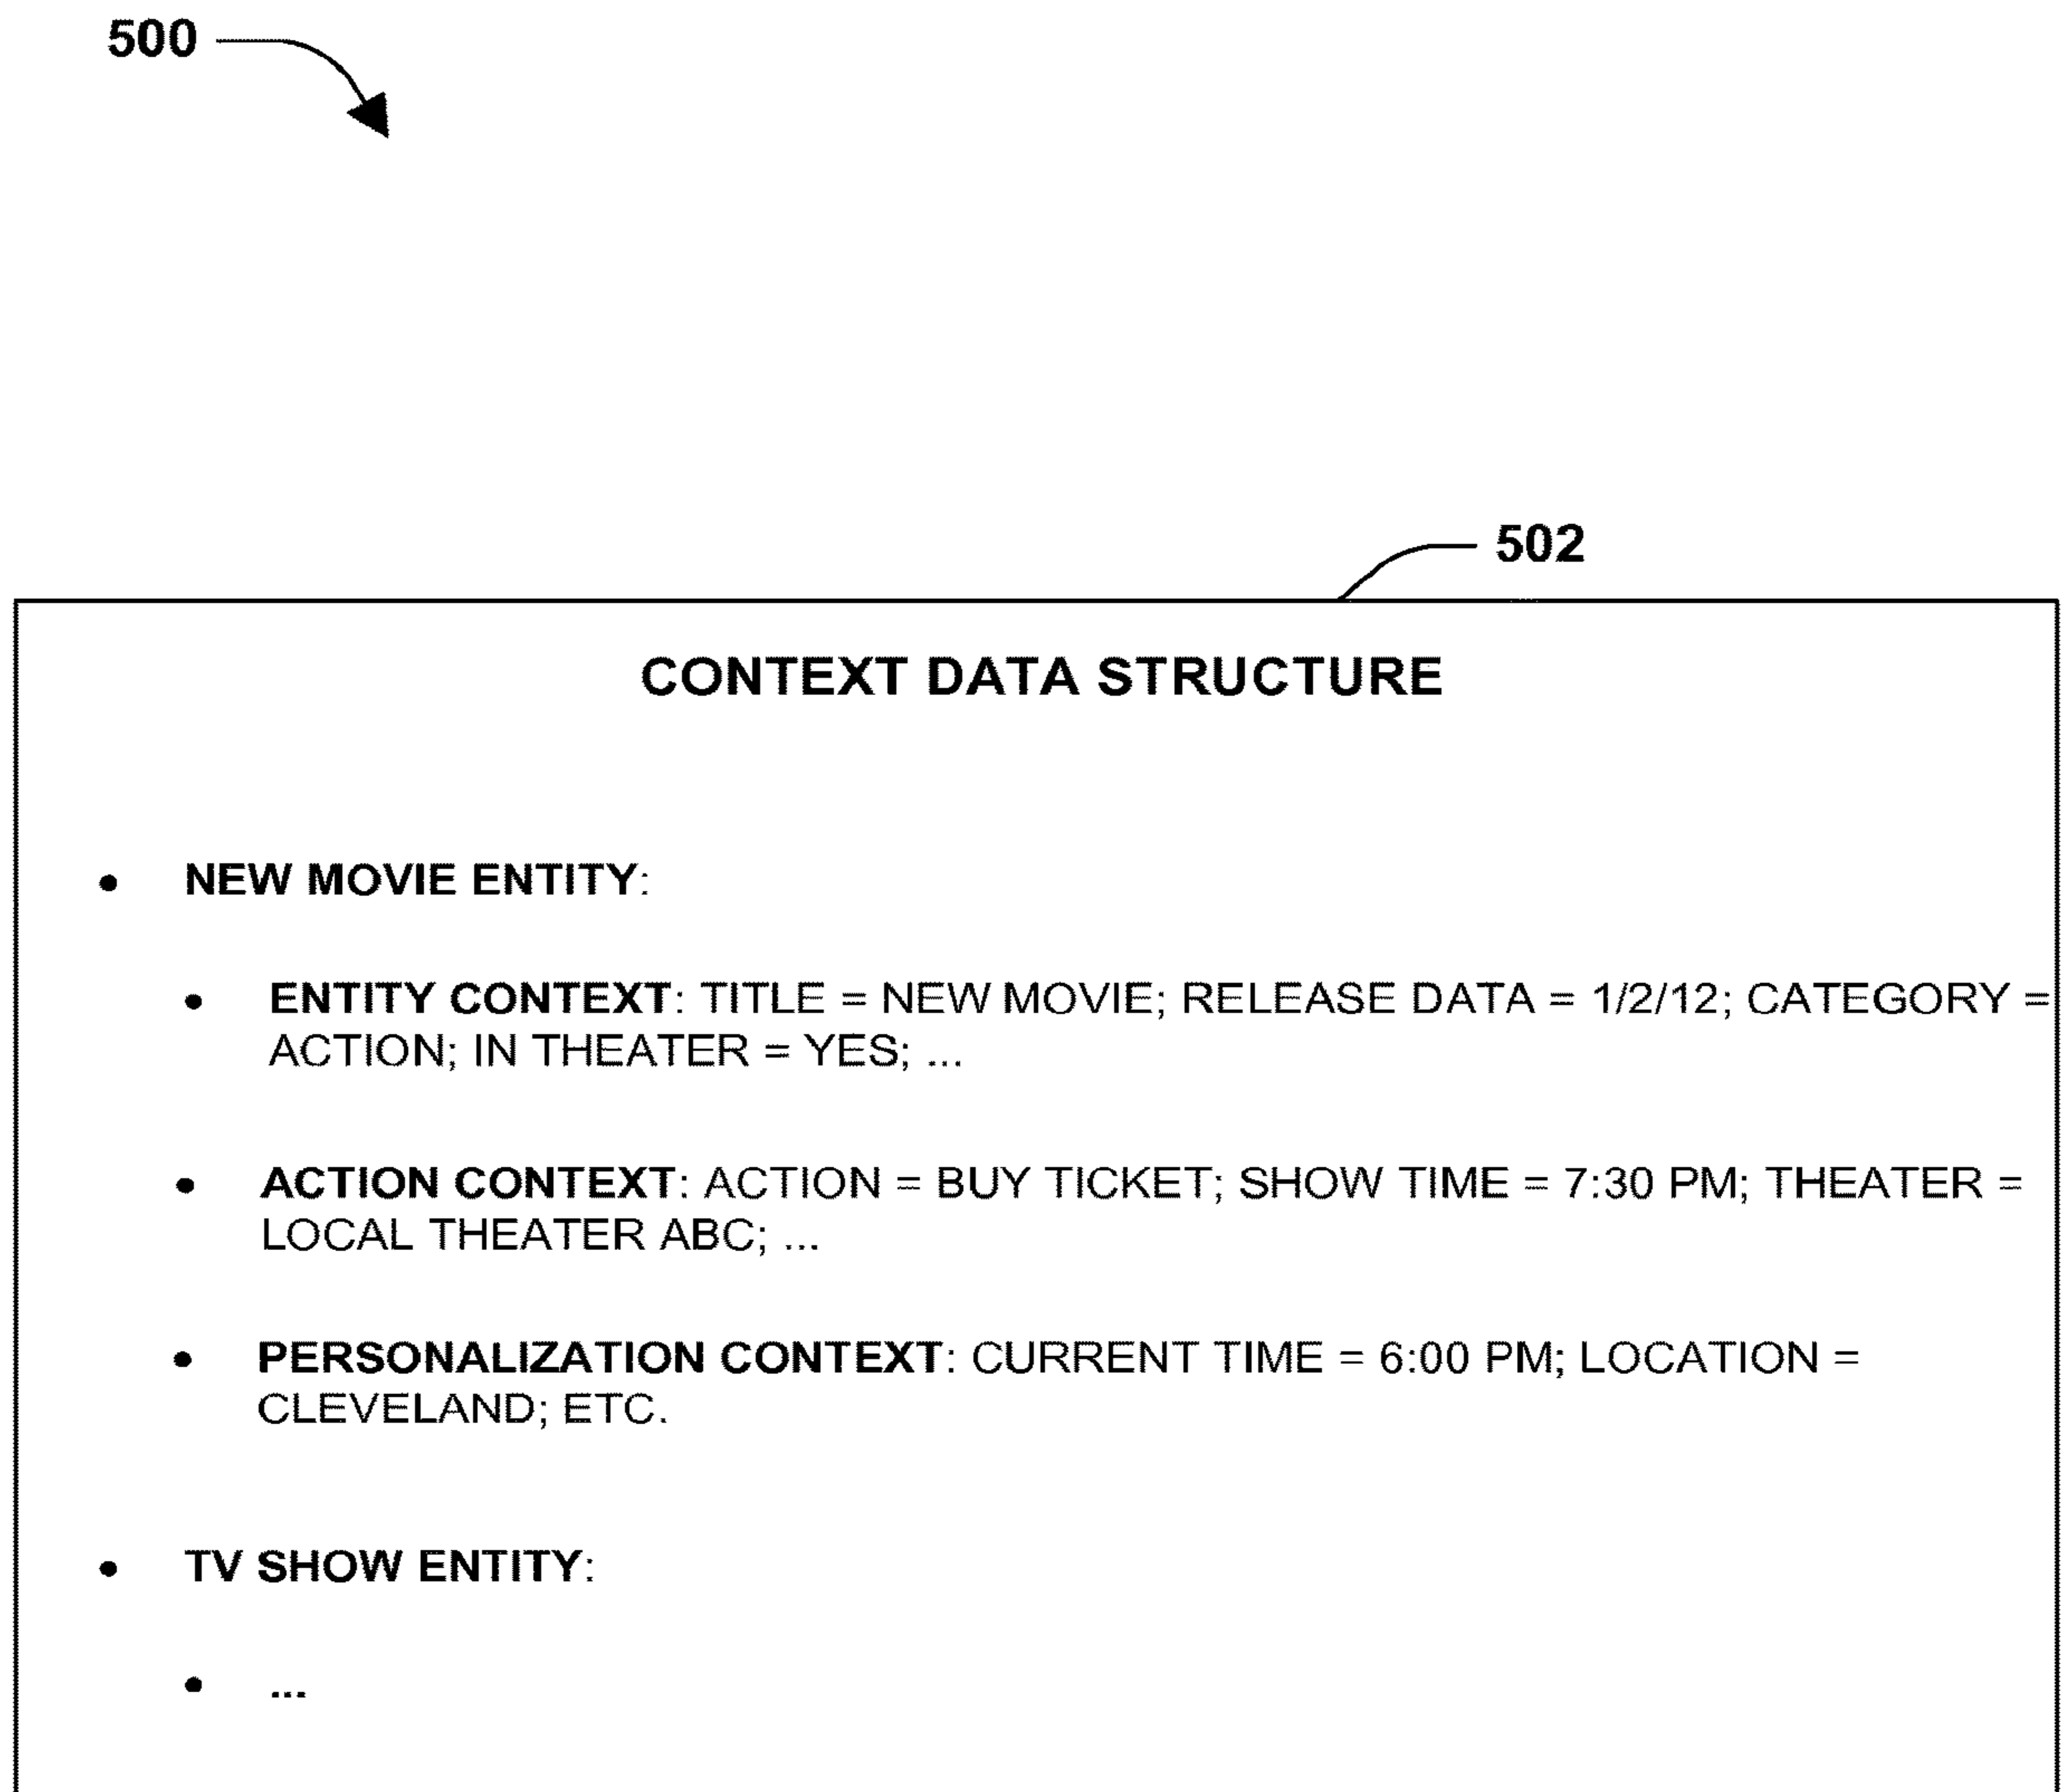 500
502
CONTEXT DATA STRUCTURE
• NEW MOVIE ENTITY:
• ENTITY CONTEXT: TITLE = NEW MOVIE; RELEASE DATA = 1/2/12; CATEGORY =
ACTION; IN THEATER = YES; ...
• ACTION CONTEXT: ACTION = BUY TICKET; SHOW TIME = 7:30 PM; THEATER =
LOCAL THEATER ABC; ...
• PERSONALIZATION CONTEXT: CURRENT TIME = 6:00 PM; LOCATION =
CLEVELAND; ETC.
• TV SHOW ENTITY:
• ...